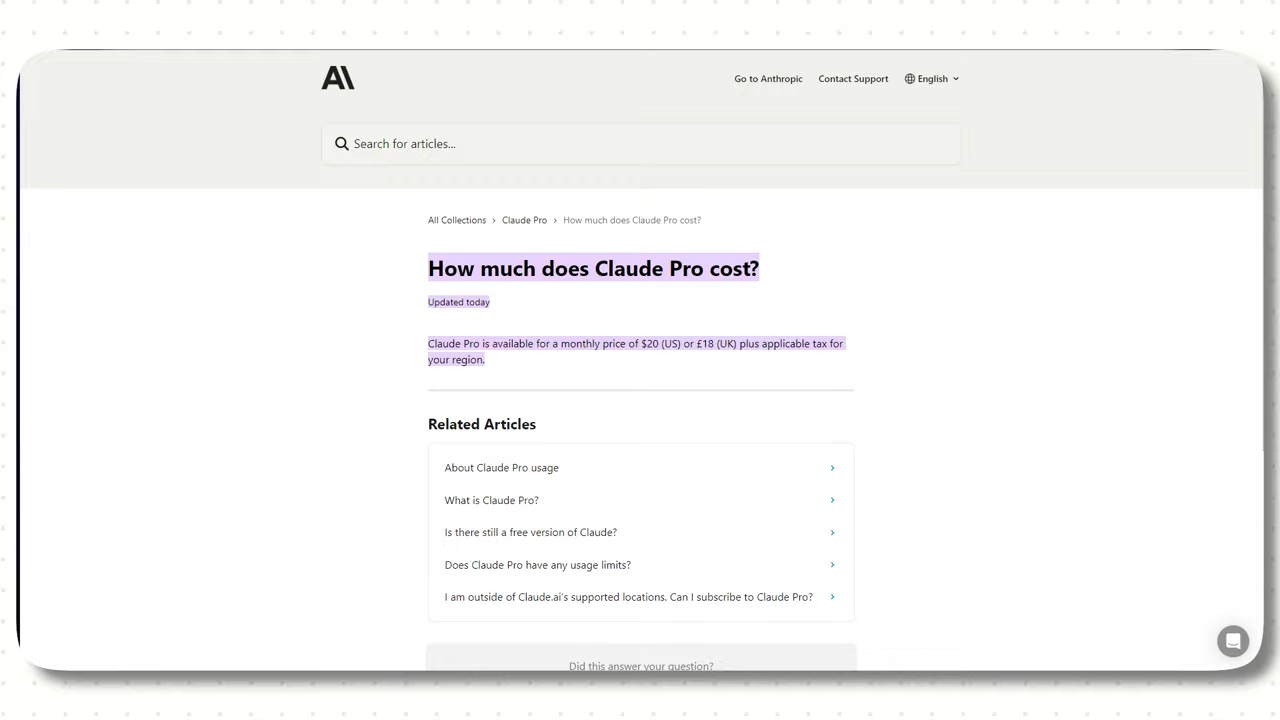 Go to Anthropic Contact Support English
Search for articles...
All Collections > Claude Pro > How much does Claude Pro cost?
How much does Claude Pro cost?
Updated today
Claude Pro is available for a monthly price of $20 (US) or £18 (UK) plus applicable tax for
your region.
Related Articles
About Claude Pro usage
What is Claude Pro?
Is there still a free version of Claude?
Does Claude Pro have any usage limits?
I am outside of Claude.ai's supported locations. Can I subscribe to Claude Pro?
Did this answer your question?